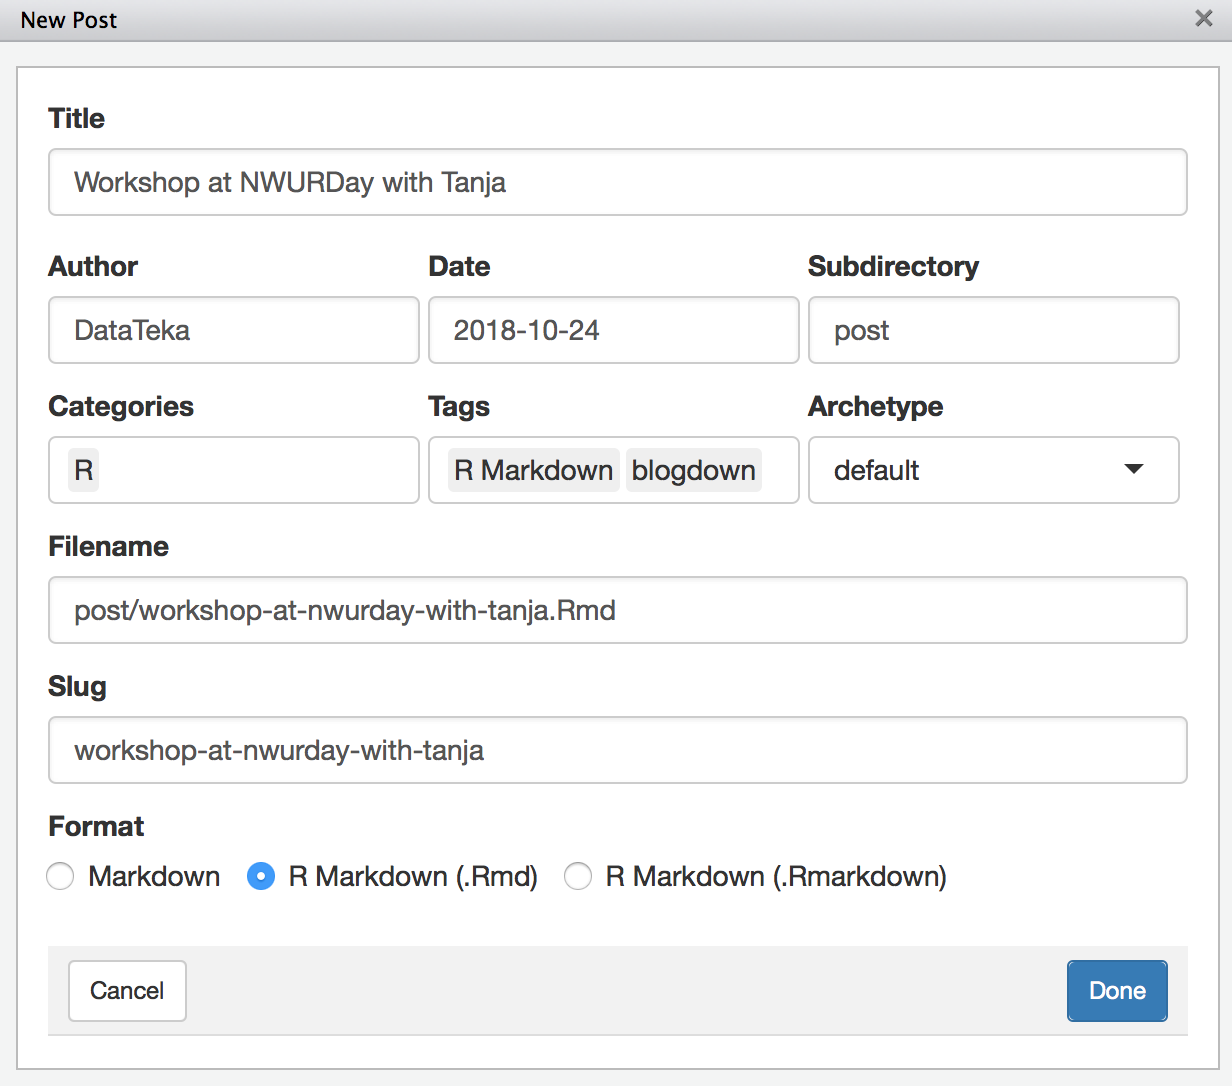 New Post
Title
Workshop at NWURDay with Tanja
Author Date Subdirectory
DataTeka 2018-10-24 post
Categories Tags Archetype
R R Markdown blogdown default
Filename
post/workshop-at-nwurday-with-tanja.Rmd
Slug
workshop-at-nwurday-with-tanja
Format
Markdown R Markdown (.Rmd) R Markdown (.Rmarkdown)
Cancel Done